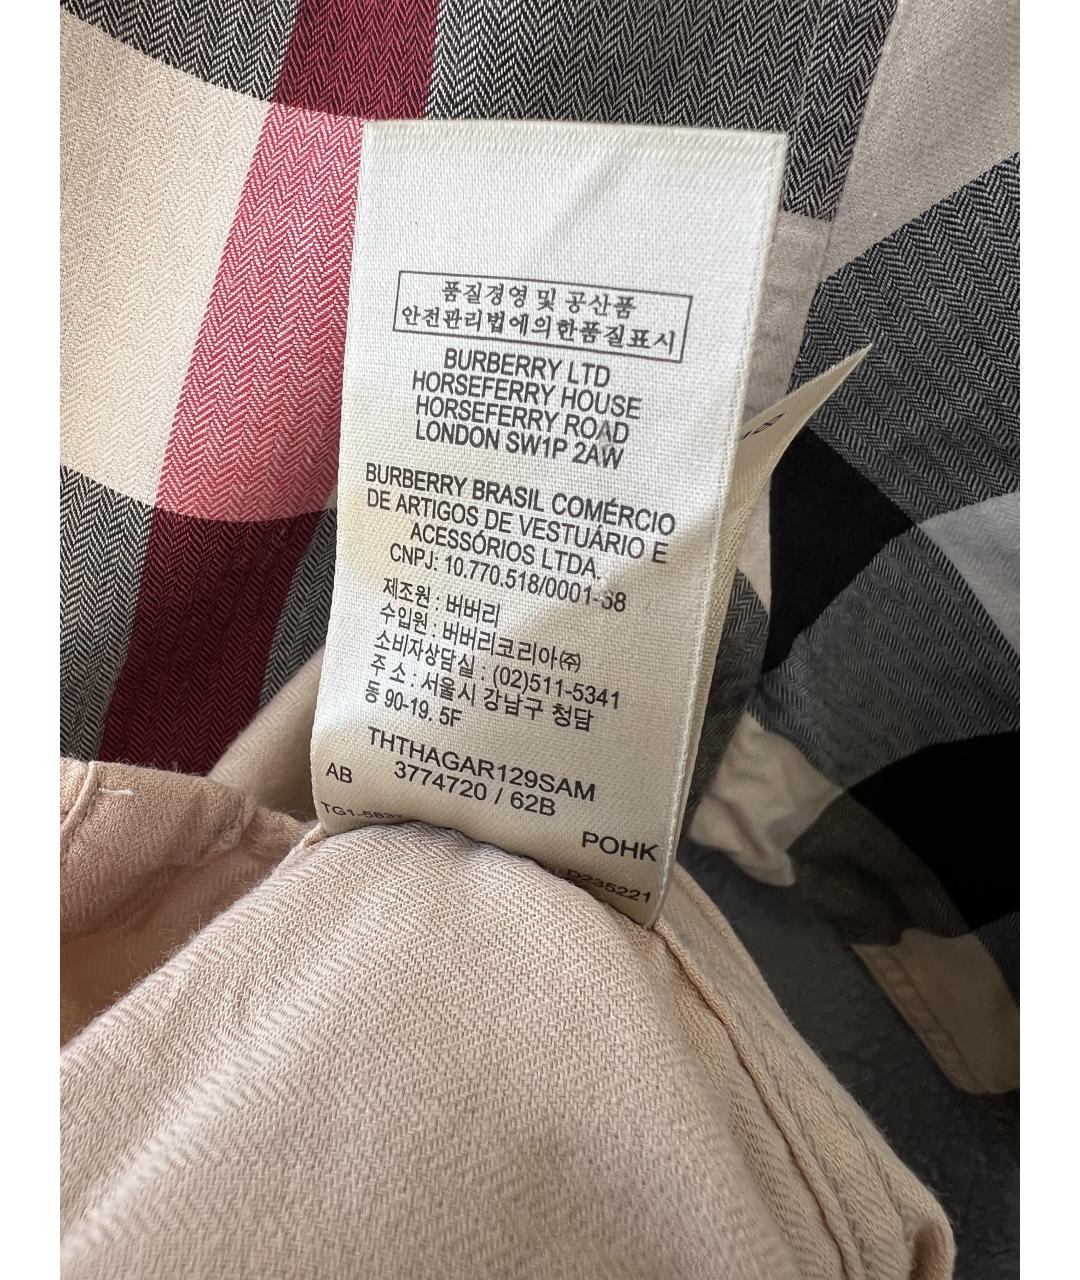 품질경영 및 공산품
안전관리법에의한품질표시
BURBERRY LTD
HORSEFERRY HOUSE
HORSEFERRY ROAD
LONDON SW1P 2AW
BURBERRY BRASIL COMÉRCIO
DE ARTIGOS DE VESTUÁRIO E
ACESSÓRIOS LTDA.
CNPJ: 10.770.518/0001-68
제조원 : 버버리
수입원 : 버버리코리아㈜
소비자상담실 : (02)511-5341
주 소 : 서울시 강남구 청담
동 90-19. 5F
THTHAGAR129SAM
AB 3774720 / 62B
POHK
D235221